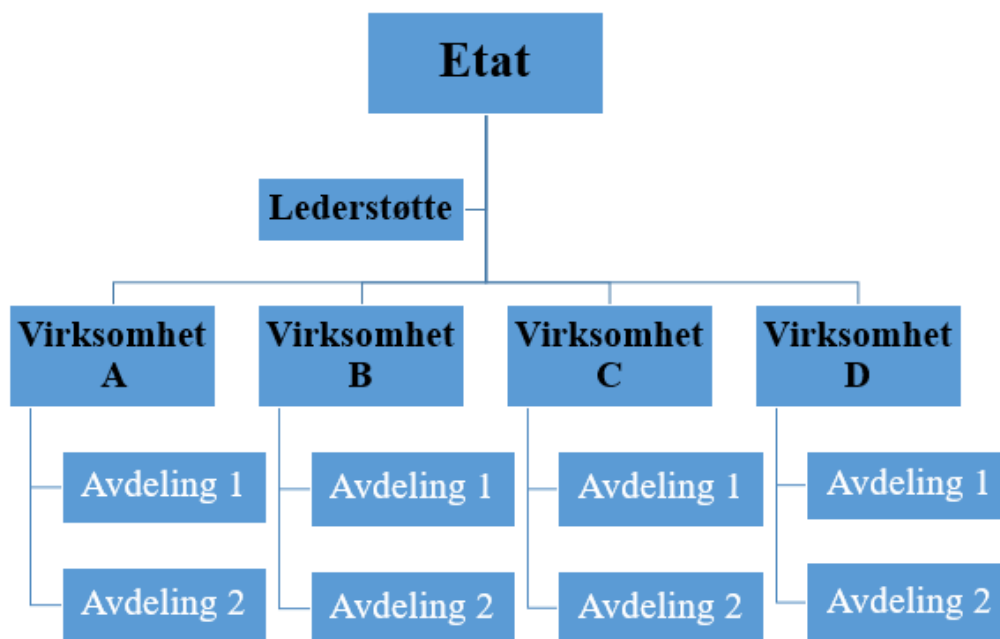 Etat
Lederstøtte
Virksomhet
A
Virksomhet
B
Virksomhet
C
Virksomhet
D
Avdeling 1
Avdeling 1
Avdeling 1
Avdeling 1
Avdeling 2
Avdeling 2
Avdeling 2
Avdeling 2